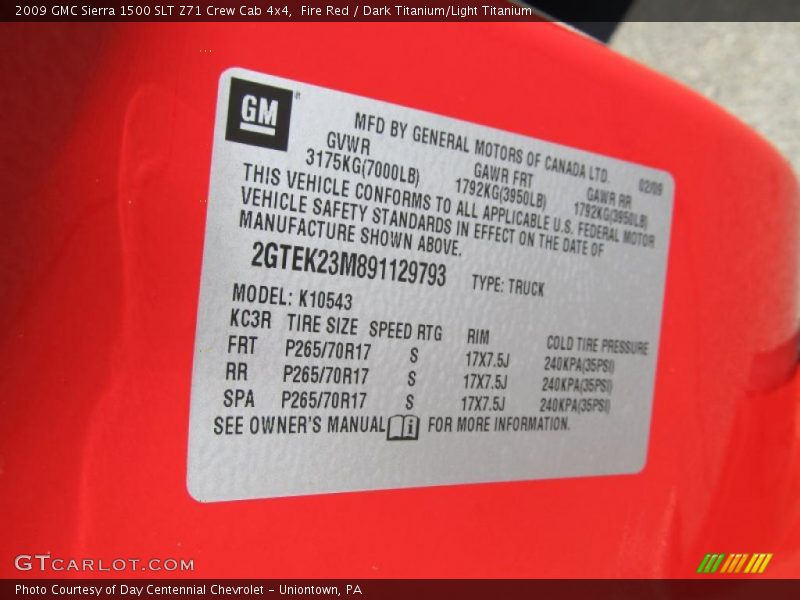 2009 GMC Sierra 1500 SLT Z71 Crew Cab 4x4,  Fire Red / Dark Titanium/Light Titanium
GM
MFD BY GENERAL MOTORS OF CANADA LTD.
02/09
GVWR GAWR FRT GAWR RR
3175KG(7000LB) 1792KG(3950LB) 1792KG(3950LB)
THIS VEHICLE CONFORMS TO ALL APPLICABLE U.S. FEDERAL MOTOR
VEHICLE SAFETY STANDARDS IN EFFECT ON THE DATE OF
MANUFACTURE SHOWN ABOVE.
2GTEK23M891129793 TYPE: TRUCK
MODEL: K10543
KC3R TIRE SIZE SPEED RTG RIM COLD TIRE PRESSURE
FRT P265/70R17 S 17X7.5J 240KPA(35PSI)
RR P265/70R17 S 17X7.5J 240KPA(35PSI)
SPA P265/70R17 S 17X7.5J 240KPA(35PSI)
SEE OWNER'S MANUAL i FOR MORE INFORMATION.
GTCARLOT.COM
Photo Courtesy of Day Centennial Chevrolet - Uniontown, PA